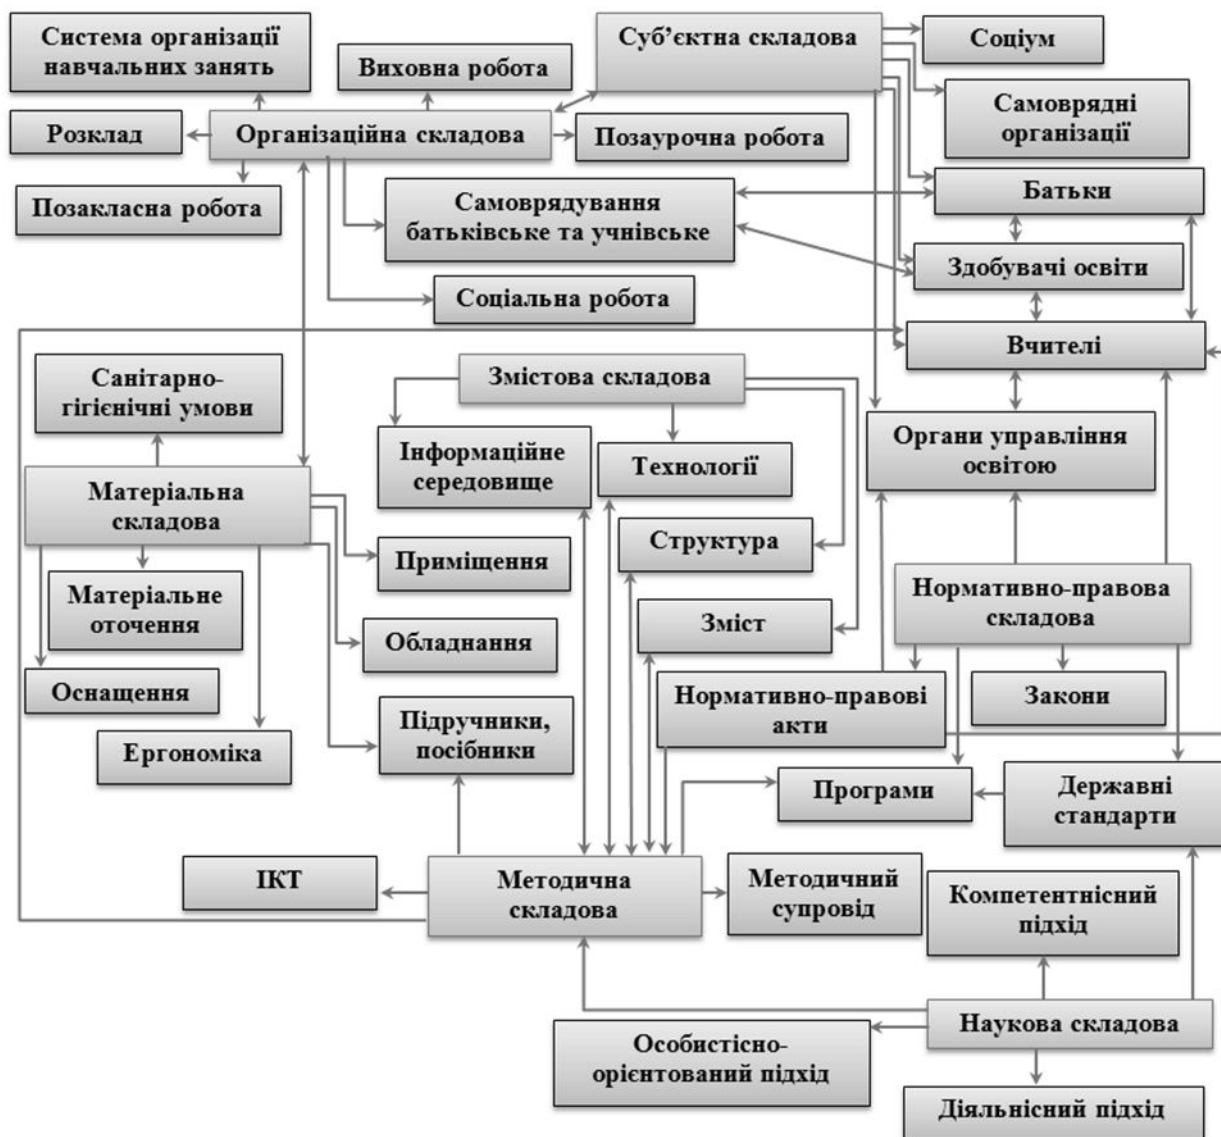 Система організації
навчальних занять
Виховна робота
Суб’єктна складова
Соціум
Самоврядні
організації
Розклад
Організаційна складова
Позаурочна робота
Позакласна робота
Самоврядування
батьківське та учнівське
Батьки
Здобувачі освіти
Соціальна робота
Вчителі
Санітарно-
гігієнічні умови
Змістова складова
Інформаційне
середовище
Технології
Органи управління
освітою
Матеріальна
складова
Структура
Приміщення
Нормативно-правова
складова
Матеріальне
оточення
Зміст
Обладнання
Оснащення
Нормативно-правові
акти
Закони
Ергономіка
Підручники,
посібники
Програми
Державні
стандарти
ІКТ
Методична
складова
Методичний
супровід
Компетентнісний
підхід
Наукова складова
Особистісно-
орієнтований підхід
Діяльнісний підхід